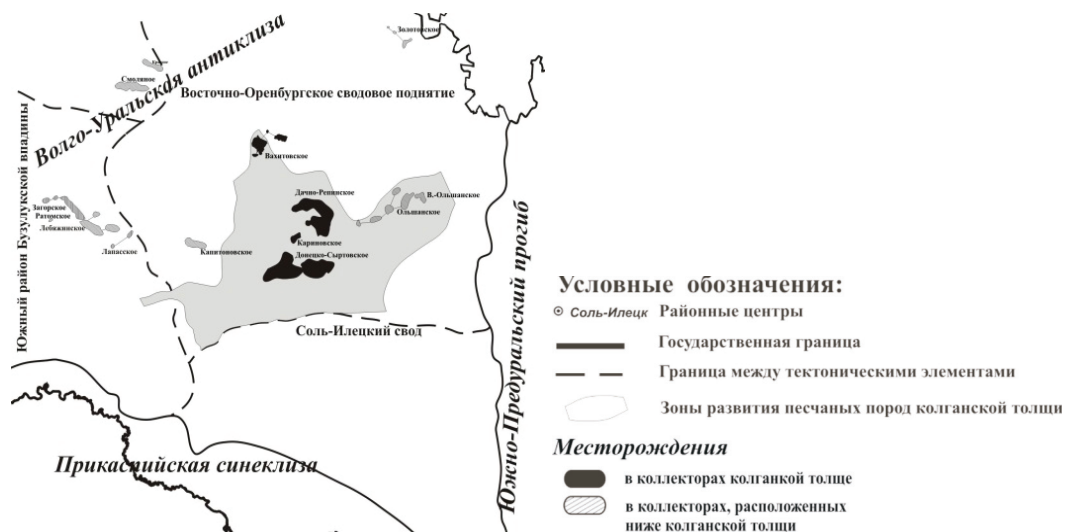 Золотовское
Смоляное
Волго-Уральская антиклиза
Восточно-Оренбургское сводовое поднятие
Южный район Бузулукской впадины
Вахитовское
Дачно-Репинское
В.-Ольшанское
Ольшанское
Загорское
Рагорское
Лебяжинское
Лапасское
Капитоновское
Каринское
Донецко-Сыртовское
Соль-Илецкий свод
Южно-Предуральский прогиб
Прикаспийская синеклиза
Условные обозначения:
Соль-Илецк Районные центры
Государственная граница
Граница между тектоническими элементами
Зоны развития песчаных пород колганской толщи
Месторождения
в коллекторах колганкой толще
в коллекторах, расположенных
ниже колганской толщи